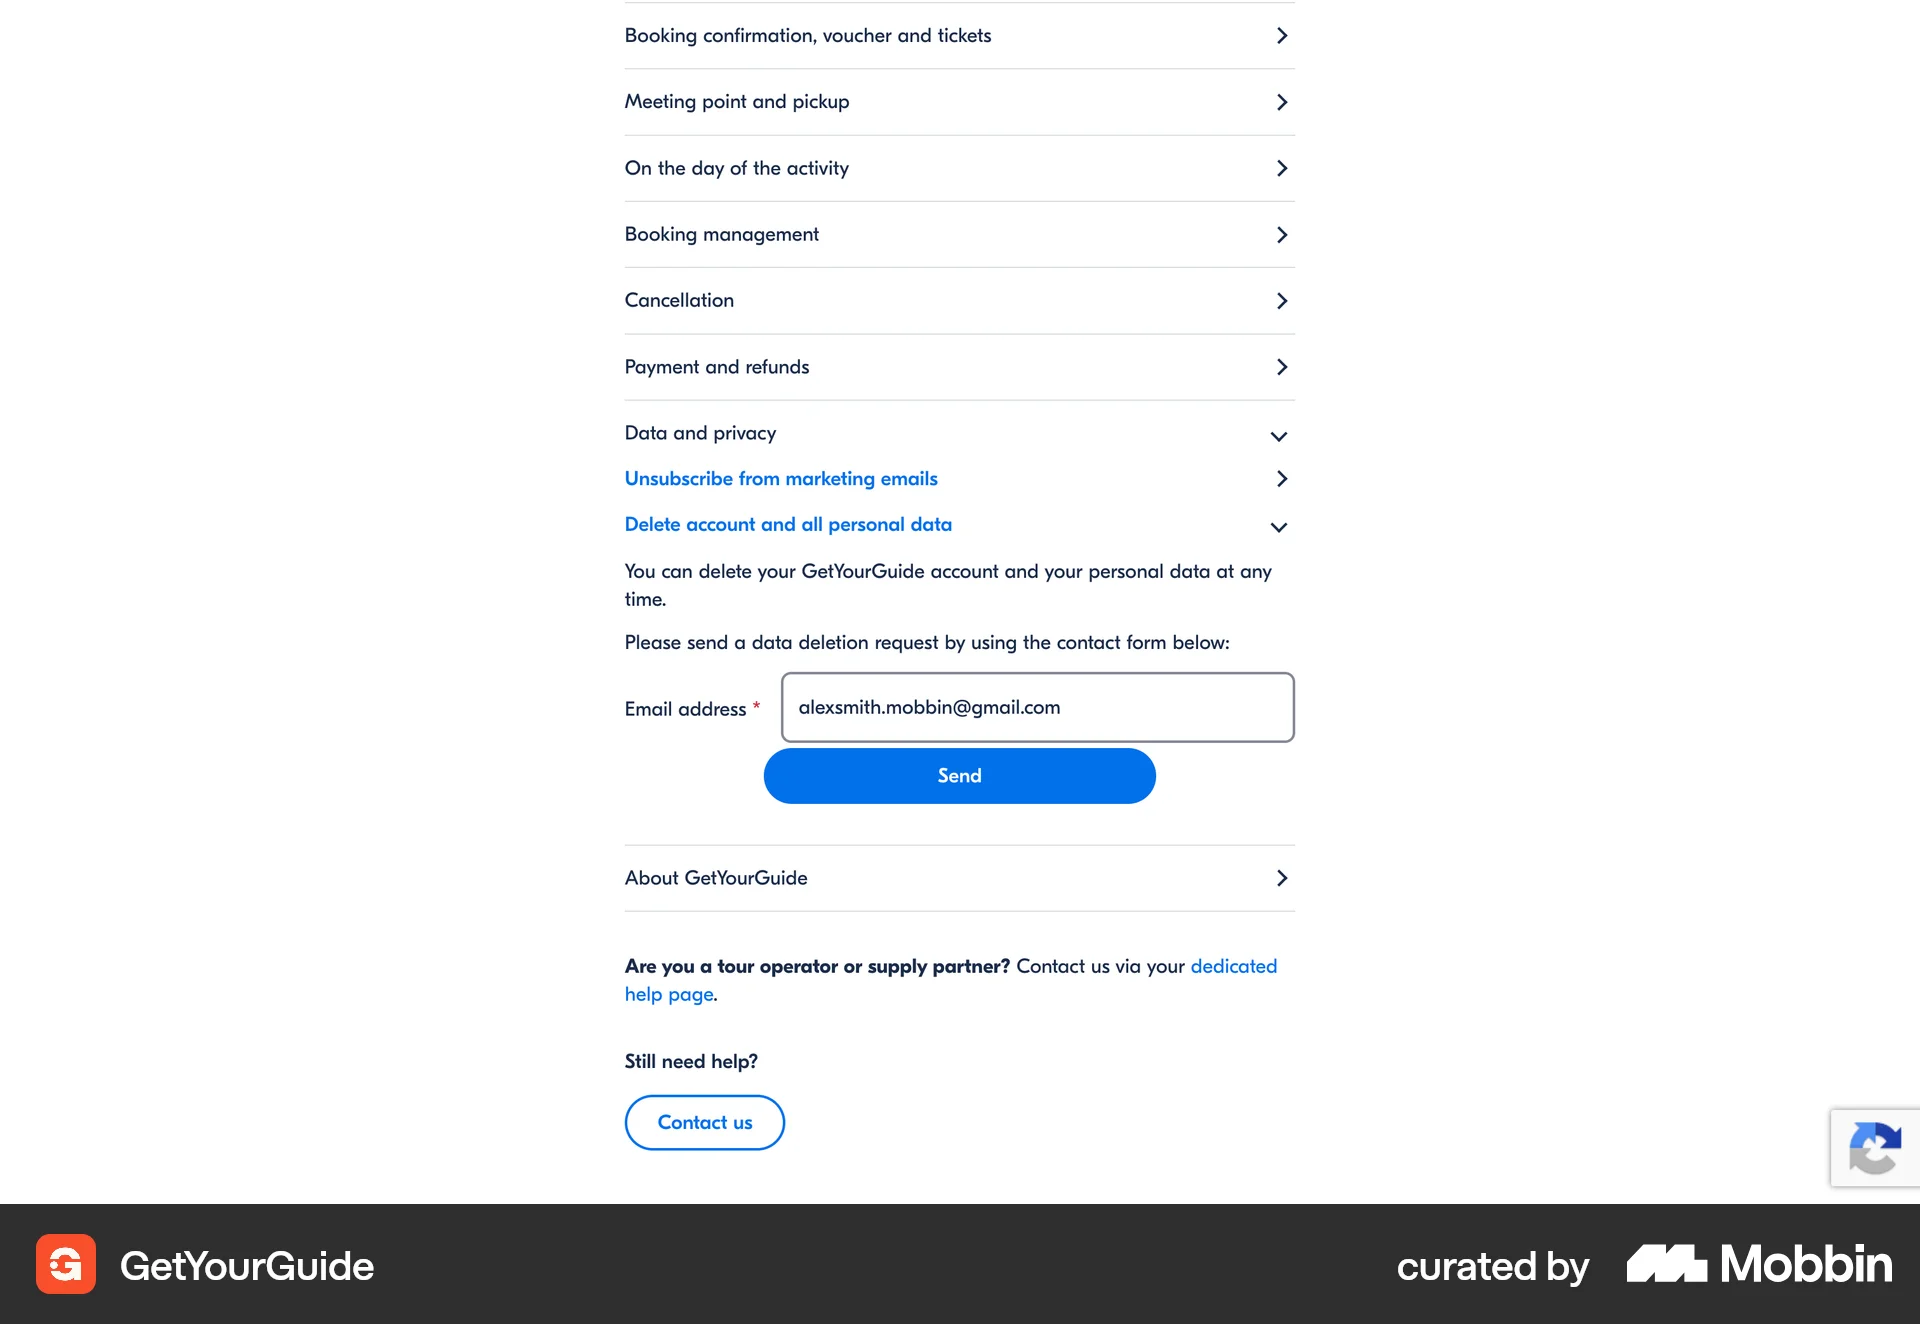 Booking confirmation, voucher and tickets
Meeting point and pickup
On the day of the activity
Booking management
Cancellation
Payment and refunds
Data and privacy
Unsubscribe from marketing emails
Delete account and all personal data
You can delete your GetYourGuide account and your personal data at any
time.
Please send a data deletion request by using the contact form below:
Email address *
alexsmith.mobbin@gmail.com
Send
About GetYourGuide
Are you a tour operator or supply partner? Contact us via your dedicated
help page.
Still need help?
Contact us
G GetYourGuide
curated by Mobbin